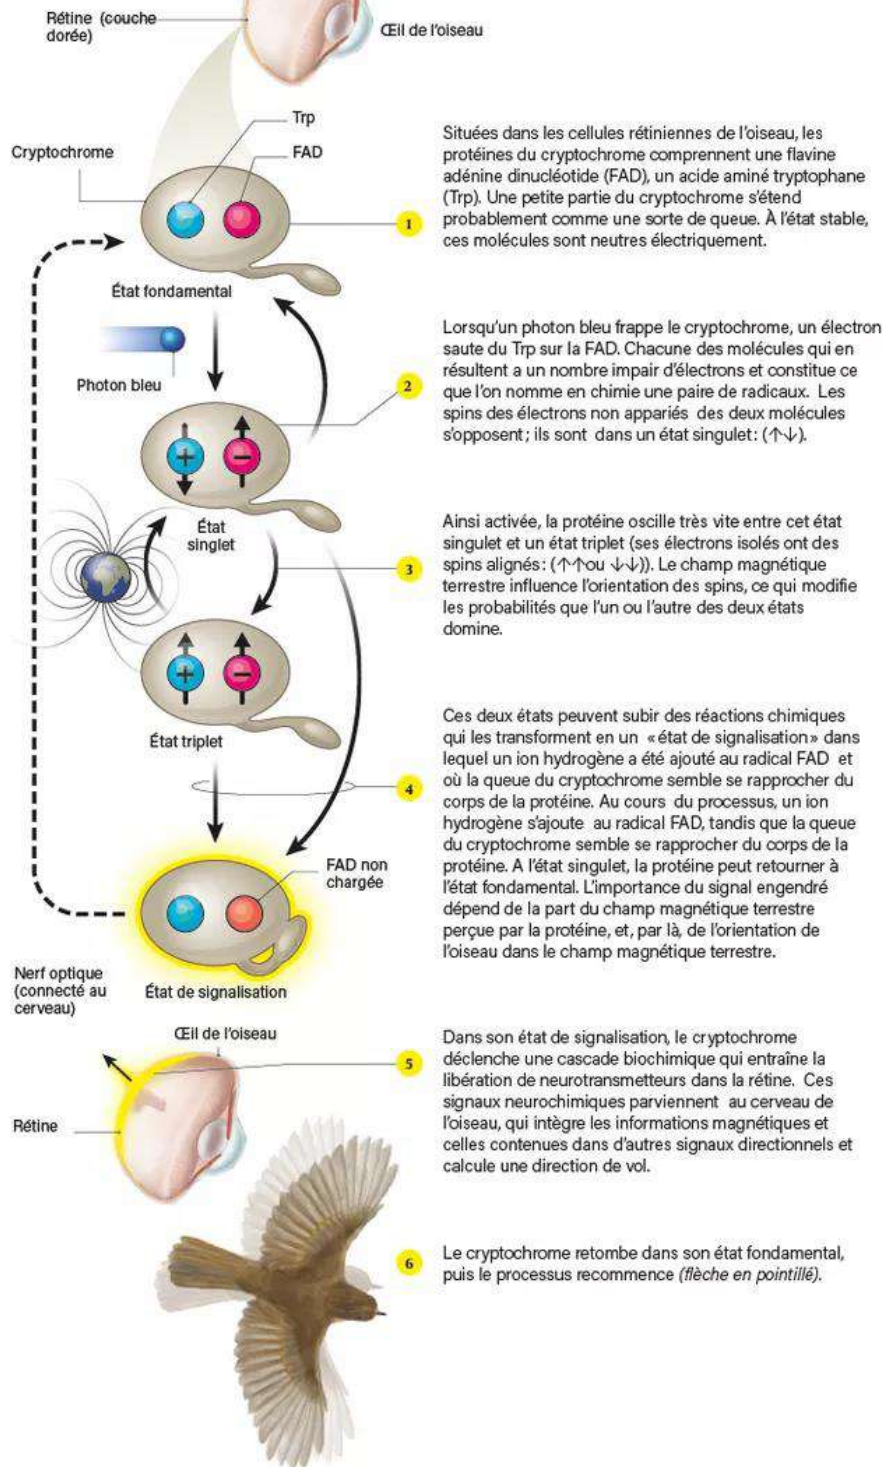 Rétine (couche
dorée)
Œil de l'oiseau
Trp
FAD
Cryptochrome
1
Situées dans les cellules rétiniennes de l'oiseau, les
protéines du cryptochrome comprennent une flavine
adénine dinucléotide (FAD), un acide aminé tryptophane
(Trp). Une petite partie du cryptochrome s'étend
probablement comme une sorte de queue. À l'état stable,
ces molécules sont neutres électriquement.
État fondamental
Photon bleu
2
Lorsqu'un photon bleu frappe le cryptochrome, un électron
saute du Trp sur la FAD. Chacune des molécules qui en
résultent a un nombre impair d'électrons et constitue ce
que l'on nomme en chimie une paire de radicaux. Les
spins des électrons non appariés des deux molécules
s'opposent ; ils sont dans un état singulet: (↑↓).
+
−
État
singlet
3
Ainsi activée, la protéine oscille très vite entre cet état
singulet et un état triplet (ses électrons isolés ont des
spins alignés: (↑↑ou ↓↓)). Le champ magnétique
terrestre influence l'orientation des spins, ce qui modifie
les probabilités que l'un ou l'autre des deux états
domine.
+
−
État triplet
4
Ces deux états peuvent subir des réactions chimiques
qui les transforment en un «état de signalisation» dans
lequel un ion hydrogène a été ajouté au radical FAD et
où la queue du cryptochrome semble se rapprocher du
corps de la protéine. Au cours du processus, un ion
hydrogène s'ajoute au radical FAD, tandis que la queue
du cryptochrome semble se rapprocher du corps de la
protéine. A l'état singulet, la protéine peut retourner à
l'état fondamental. L'importance du signal engendré
dépend de la part du champ magnétique terrestre
perçue par la protéine, et, par là, de l'orientation de
l'oiseau dans le champ magnétique terrestre.
FAD non
chargée
État de signalisation
Nerf optique
(connecté au
cerveau)
Œil de l'oiseau
Rétine
5
Dans son état de signalisation, le cryptochrome
déclenche une cascade biochimique qui entraîne la
libération de neurotransmetteurs dans la rétine. Ces
signaux neurochimiques parviennent au cerveau de
l'oiseau, qui intègre les informations magnétiques et
celles contenues dans d'autres signaux directionnels et
calcule une direction de vol.
6
Le cryptochrome retombe dans son état fondamental,
puis le processus recommence (flèche en pointillé).